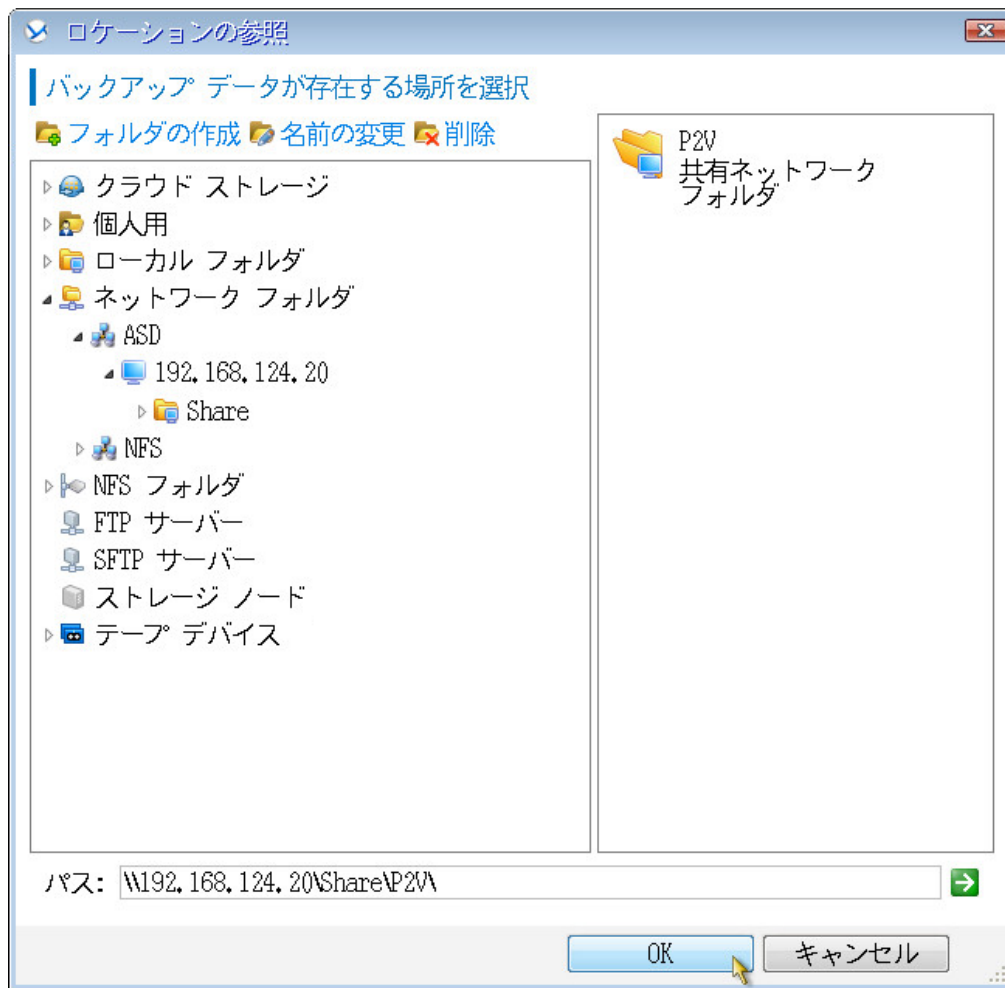 ロケーションの参照
バックアップ データが存在する場所を選択
フォルダの作成 名前の変更 削除
クラウド ストレージ
個人用
ローカル フォルダ
ネットワーク フォルダ
ASD
192.168.124.20
Share
NFS
NFS フォルダ
FTP サーバー
SFTP サーバー
ストレージ ノード
テープ デバイス
P2V
共有ネットワーク
フォルダ
パス: \\192.168.124.20\Share\P2V\
OK キャンセル